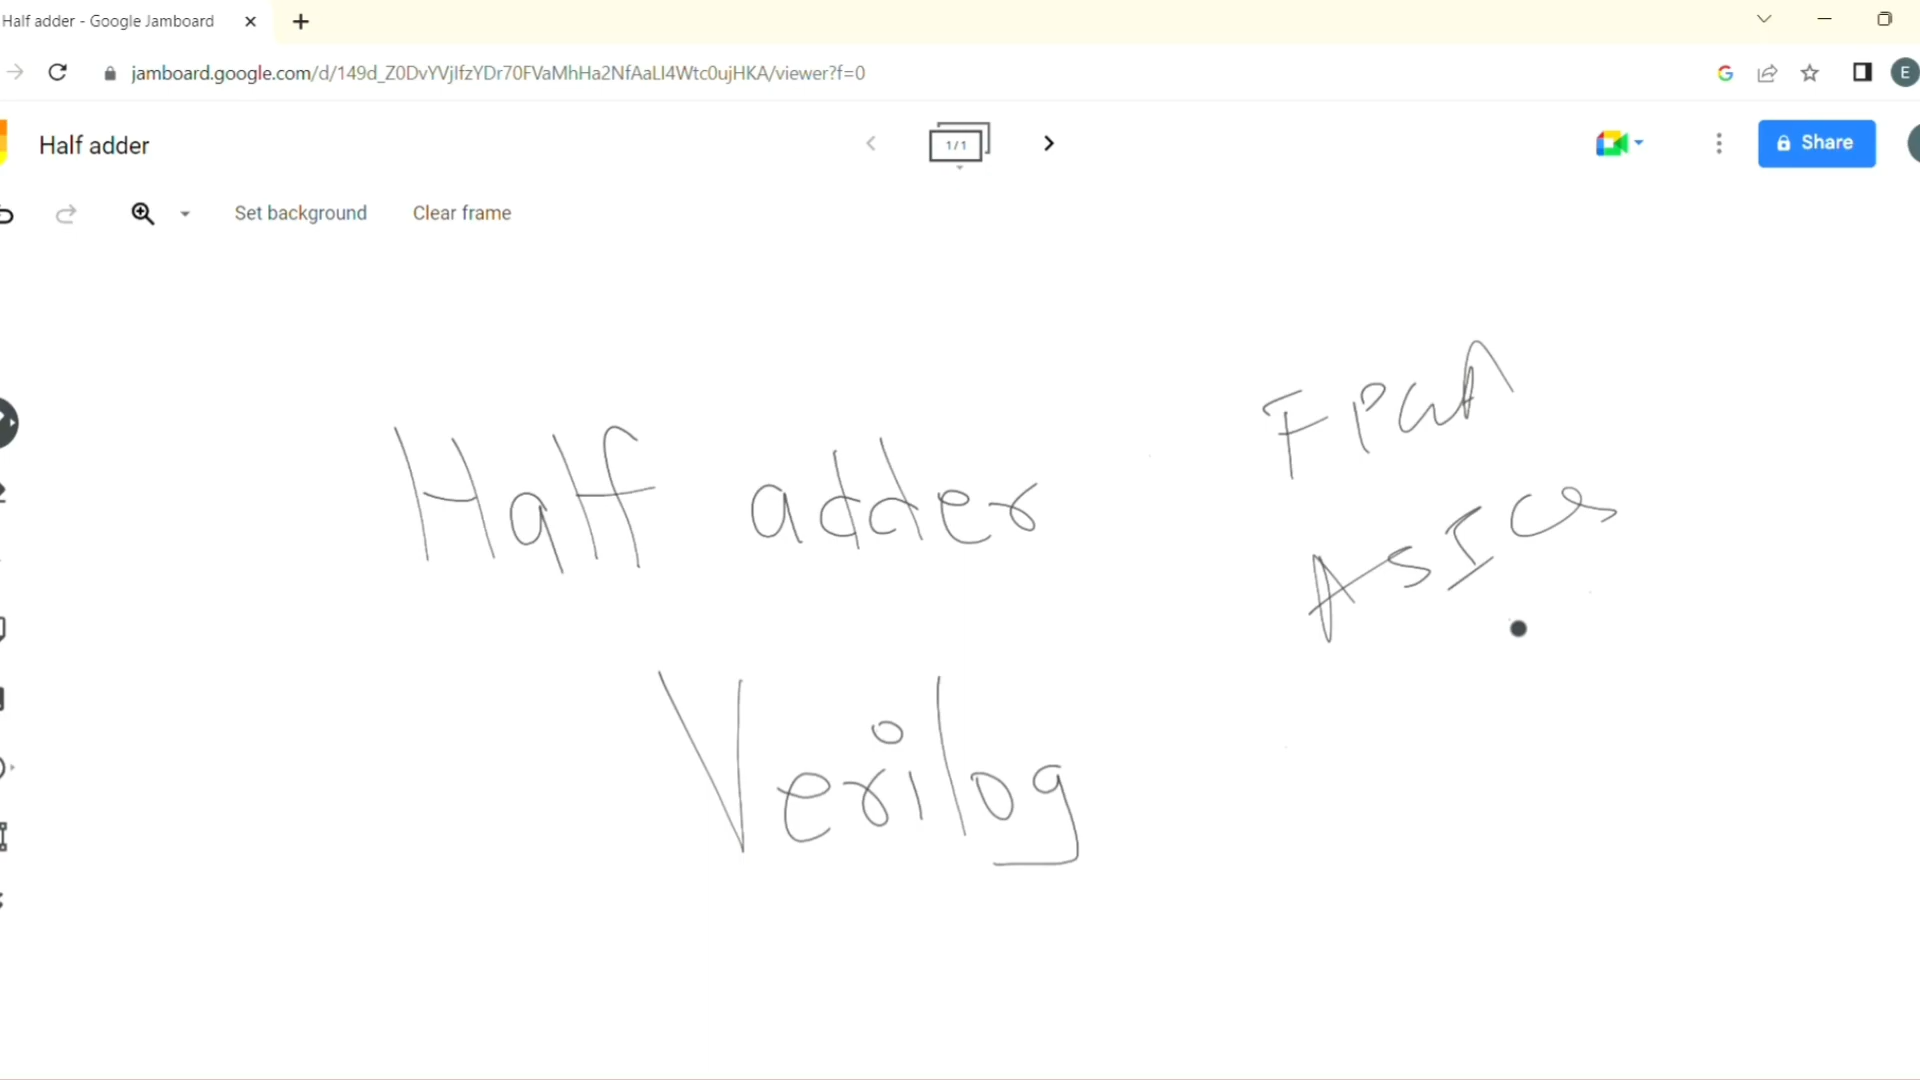 Half adder - Google Jamboard
jamboard.google.com/d/149d_Z0DvYVjIfzYDr70FVaMhHa2NfAaLI4Wtc0ujHKA/viewer?f=0
E
Half adder
1/1
Share
Set background
Clear frame
FPGA
Half adder
ASICs
Verilog